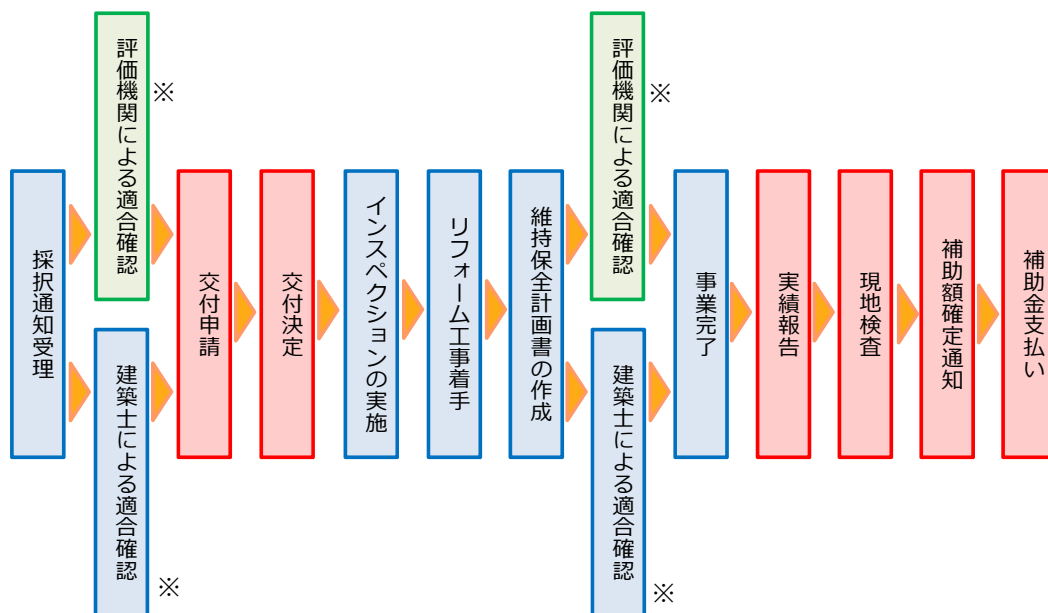 採択通知受理
評価機関による適合確認
※
建築士による適合確認
※
交付申請
交付決定
インスペクションの実施
リフォーム工事着手
維持保全計画書の作成
評価機関による適合確認
※
建築士による適合確認
※
事業完了
実績報告
現地検査
補助額確定通知
補助金支払い